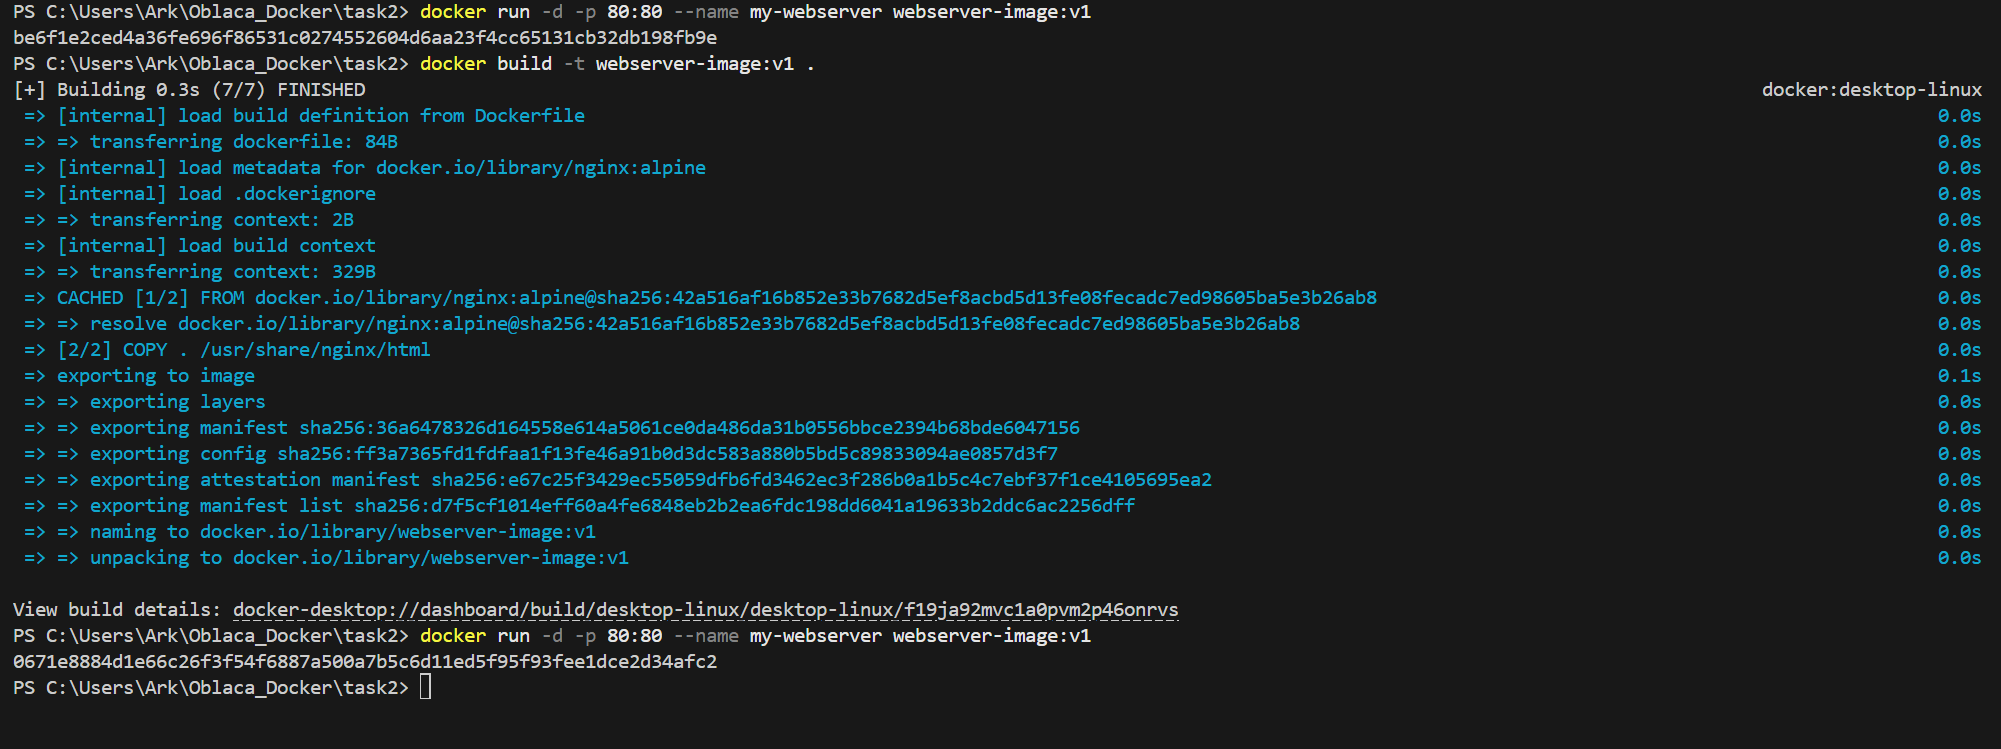 PS C:\Users\Ark\Oblaca_Docker\task2> docker run -d -p 80:80 --name my-webserver webserver-image:v1
be6f1e2ced4a36fe696f86531c0274552604d6aa23f4cc65131cb32db198fb9e
PS C:\Users\Ark\Oblaca_Docker\task2> docker build -t webserver-image:v1 .
[+] Building 0.3s (7/7) FINISHED docker:desktop-linux
=> [internal] load build definition from Dockerfile 0.0s
=> => transferring dockerfile: 84B 0.0s
=> [internal] load metadata for docker.io/library/nginx:alpine 0.0s
=> [internal] load .dockerignore 0.0s
=> => transferring context: 2B 0.0s
=> [internal] load build context 0.0s
=> => transferring context: 329B 0.0s
=> CACHED [1/2] FROM docker.io/library/nginx:alpine@sha256:42a516af16b852e33b7682d5ef8acbd5d13fe08fecadc7ed98605ba5e3b26ab8 0.0s
=> => resolve docker.io/library/nginx:alpine@sha256:42a516af16b852e33b7682d5ef8acbd5d13fe08fecadc7ed98605ba5e3b26ab8 0.0s
=> [2/2] COPY . /usr/share/nginx/html 0.0s
=> exporting to image 0.1s
=> => exporting layers 0.0s
=> => exporting manifest sha256:36a6478326d164558e614a5061ce0da486da31b0556bbce2394b68bde6047156 0.0s
=> => exporting config sha256:ff3a7365fd1fdfaa1f13fe46a91b0d3dc583a880b5bd5c89833094ae0857d3f7 0.0s
=> => exporting attestation manifest sha256:e67c25f3429ec55059dfb6fd3462ec3f286b0a1b5c4c7ebf37f1ce4105695ea2 0.0s
=> => exporting manifest list sha256:d7f5cf1014eff60a4fe6848eb2b2ea6fdc198dd6041a19633b2ddc6ac2256dff 0.0s
=> => naming to docker.io/library/webserver-image:v1 0.0s
=> => unpacking to docker.io/library/webserver-image:v1 0.0s
View build details: docker-desktop://dashboard/build/desktop-linux/desktop-linux/f19ja92mvc1a0pvm2p46onrvs
PS C:\Users\Ark\Oblaca_Docker\task2> docker run -d -p 80:80 --name my-webserver webserver-image:v1
0671e8884d1e66c26f3f54f6887a500a7b5c6d11ed5f95f93fee1dce2d34afc2
PS C:\Users\Ark\Oblaca_Docker\task2>